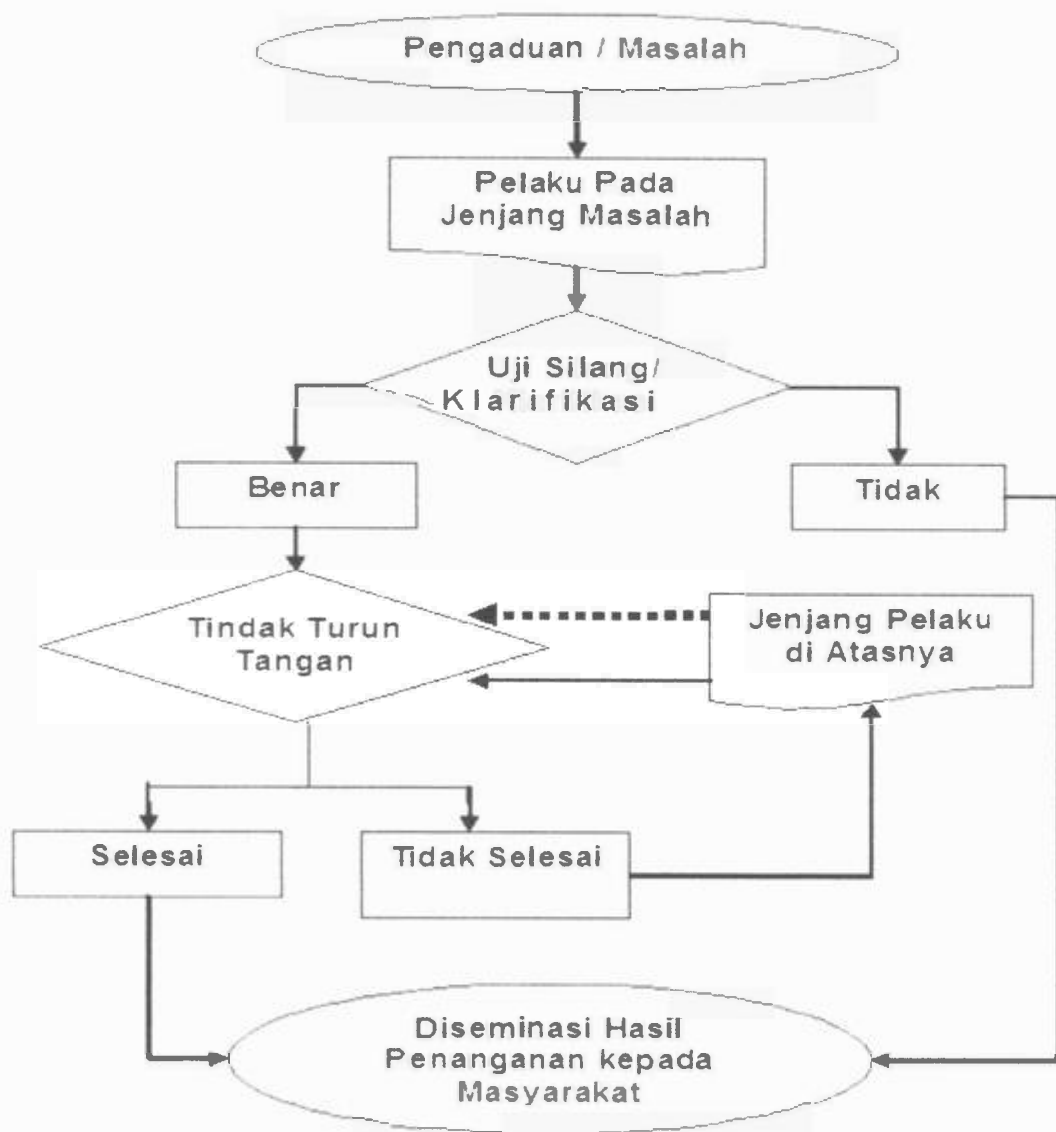 Pengaduan / Masalah
Pelaku Pada
Jenjang Masalah
Uji Silang/
Klarifikasi
Benar
Tidak
Tindak Turun
Tangan
Jenjang Pelaku
di Atasnya
Selesai
Tidak Selesai
Diseminasi Hasil
Penanganan kepada
Masyarakat